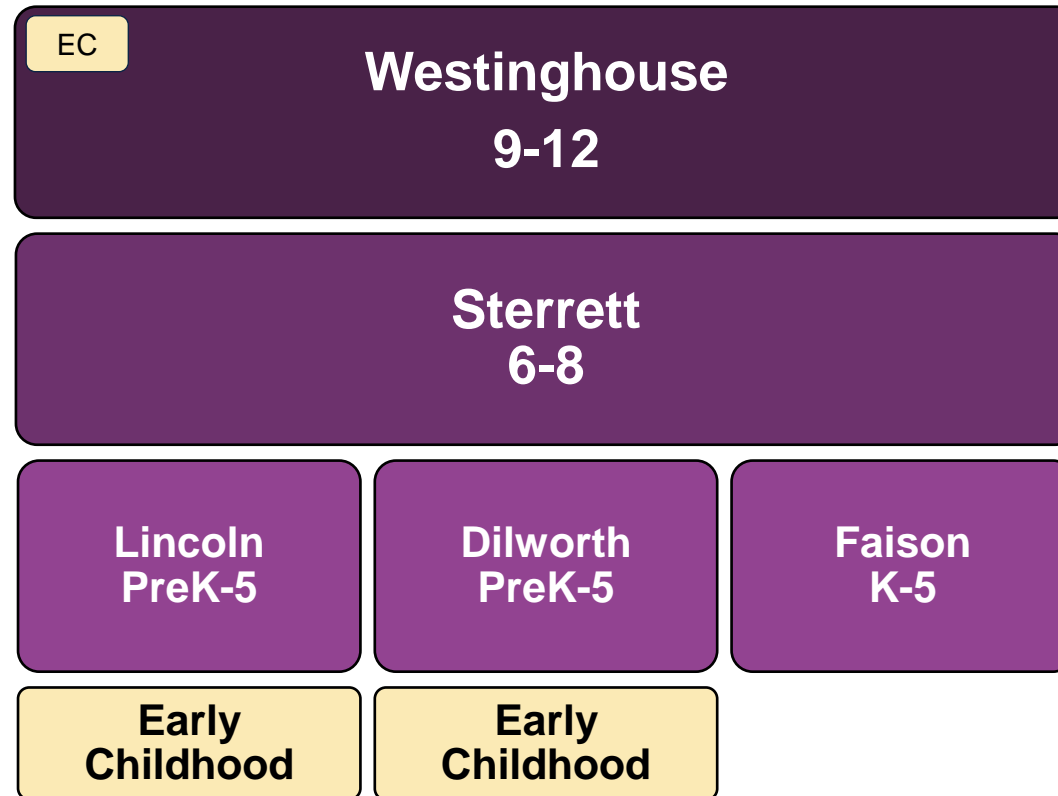 EC
Westinghouse
9-12
Sterrett
6-8
Lincoln
PreK-5
Dilworth
PreK-5
Faison
K-5
Early
Childhood
Early
Childhood